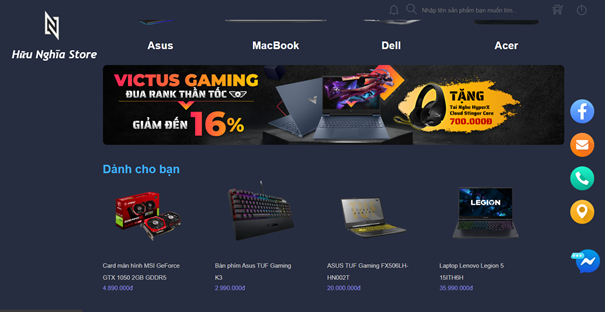 Nhập tên sản phẩm bạn muốn tìm...
Hữu Nghĩa Store
Asus
MacBook
Dell
Acer
VICTUS GAMING
ĐUA RANK THẦN TỐC
GIẢM ĐẾN 16%
TẶNG
Tai Nghe HyperX
Cloud Stinger Core
700.000Đ
Dành cho bạn
LEGION
Card màn hình MSI GeForce
GTX 1050 2GB GDDR5
4.890.000đ
Bàn phím Asus TUF Gaming
K3
2.990.000đ
ASUS TUF Gaming FX506LH-
HN002T
20.000.000đ
Laptop Lenovo Legion 5
15ITH6H
35.990.000đ